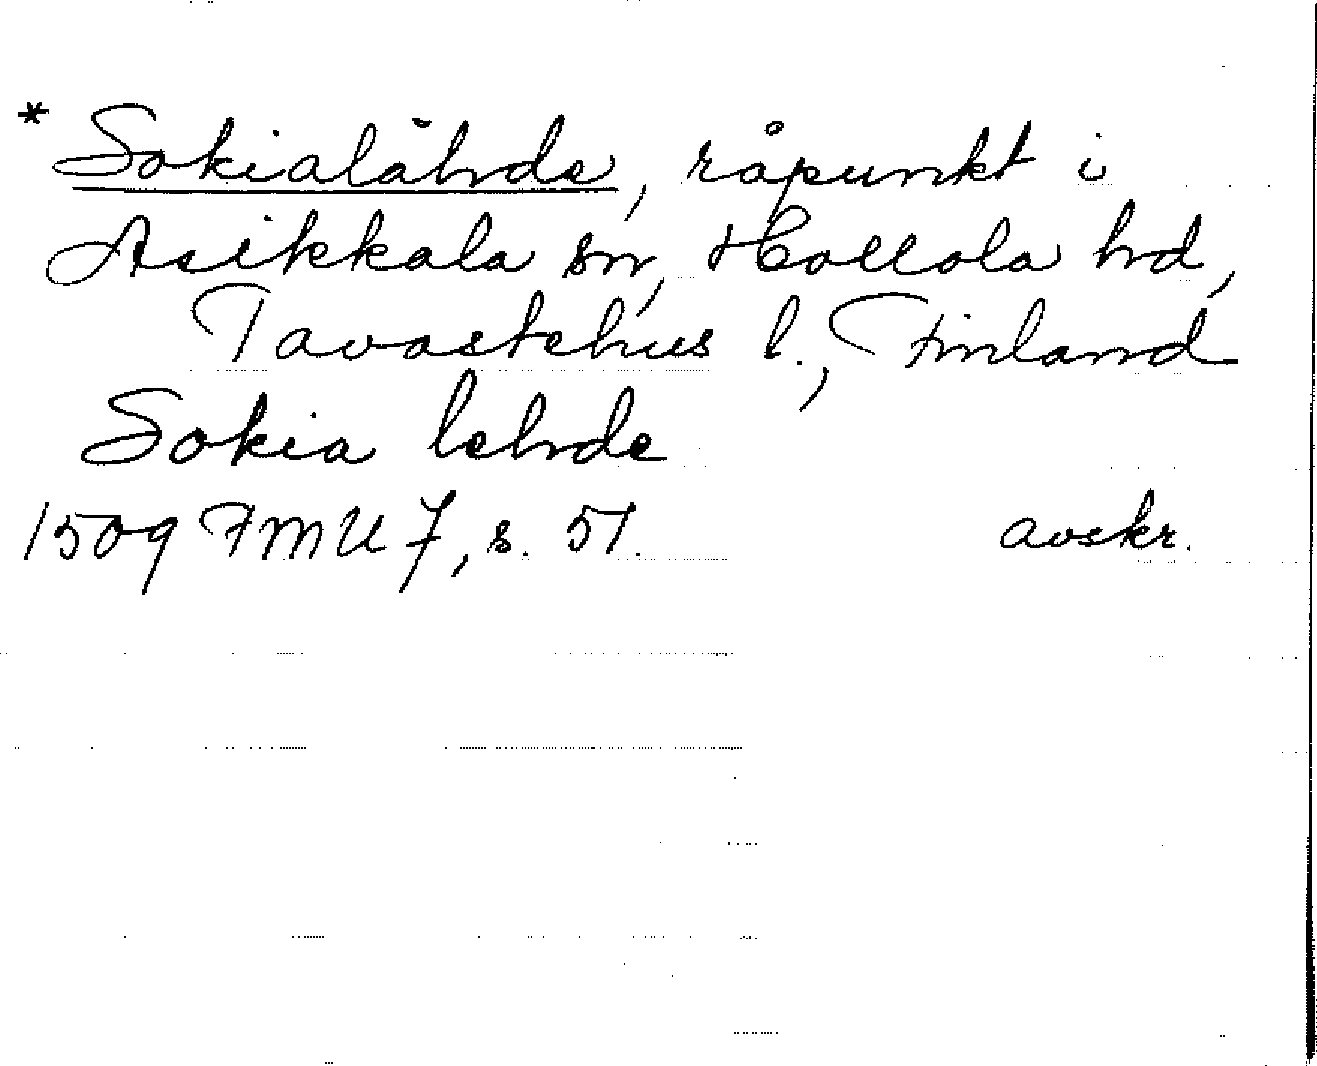 * Sokialähde, råpunkt i
Asikkala sn, Hollola hd,
Tavastehus l., Finland
Sokia lehde
1509 FMU 7, s. 51.
avskr.